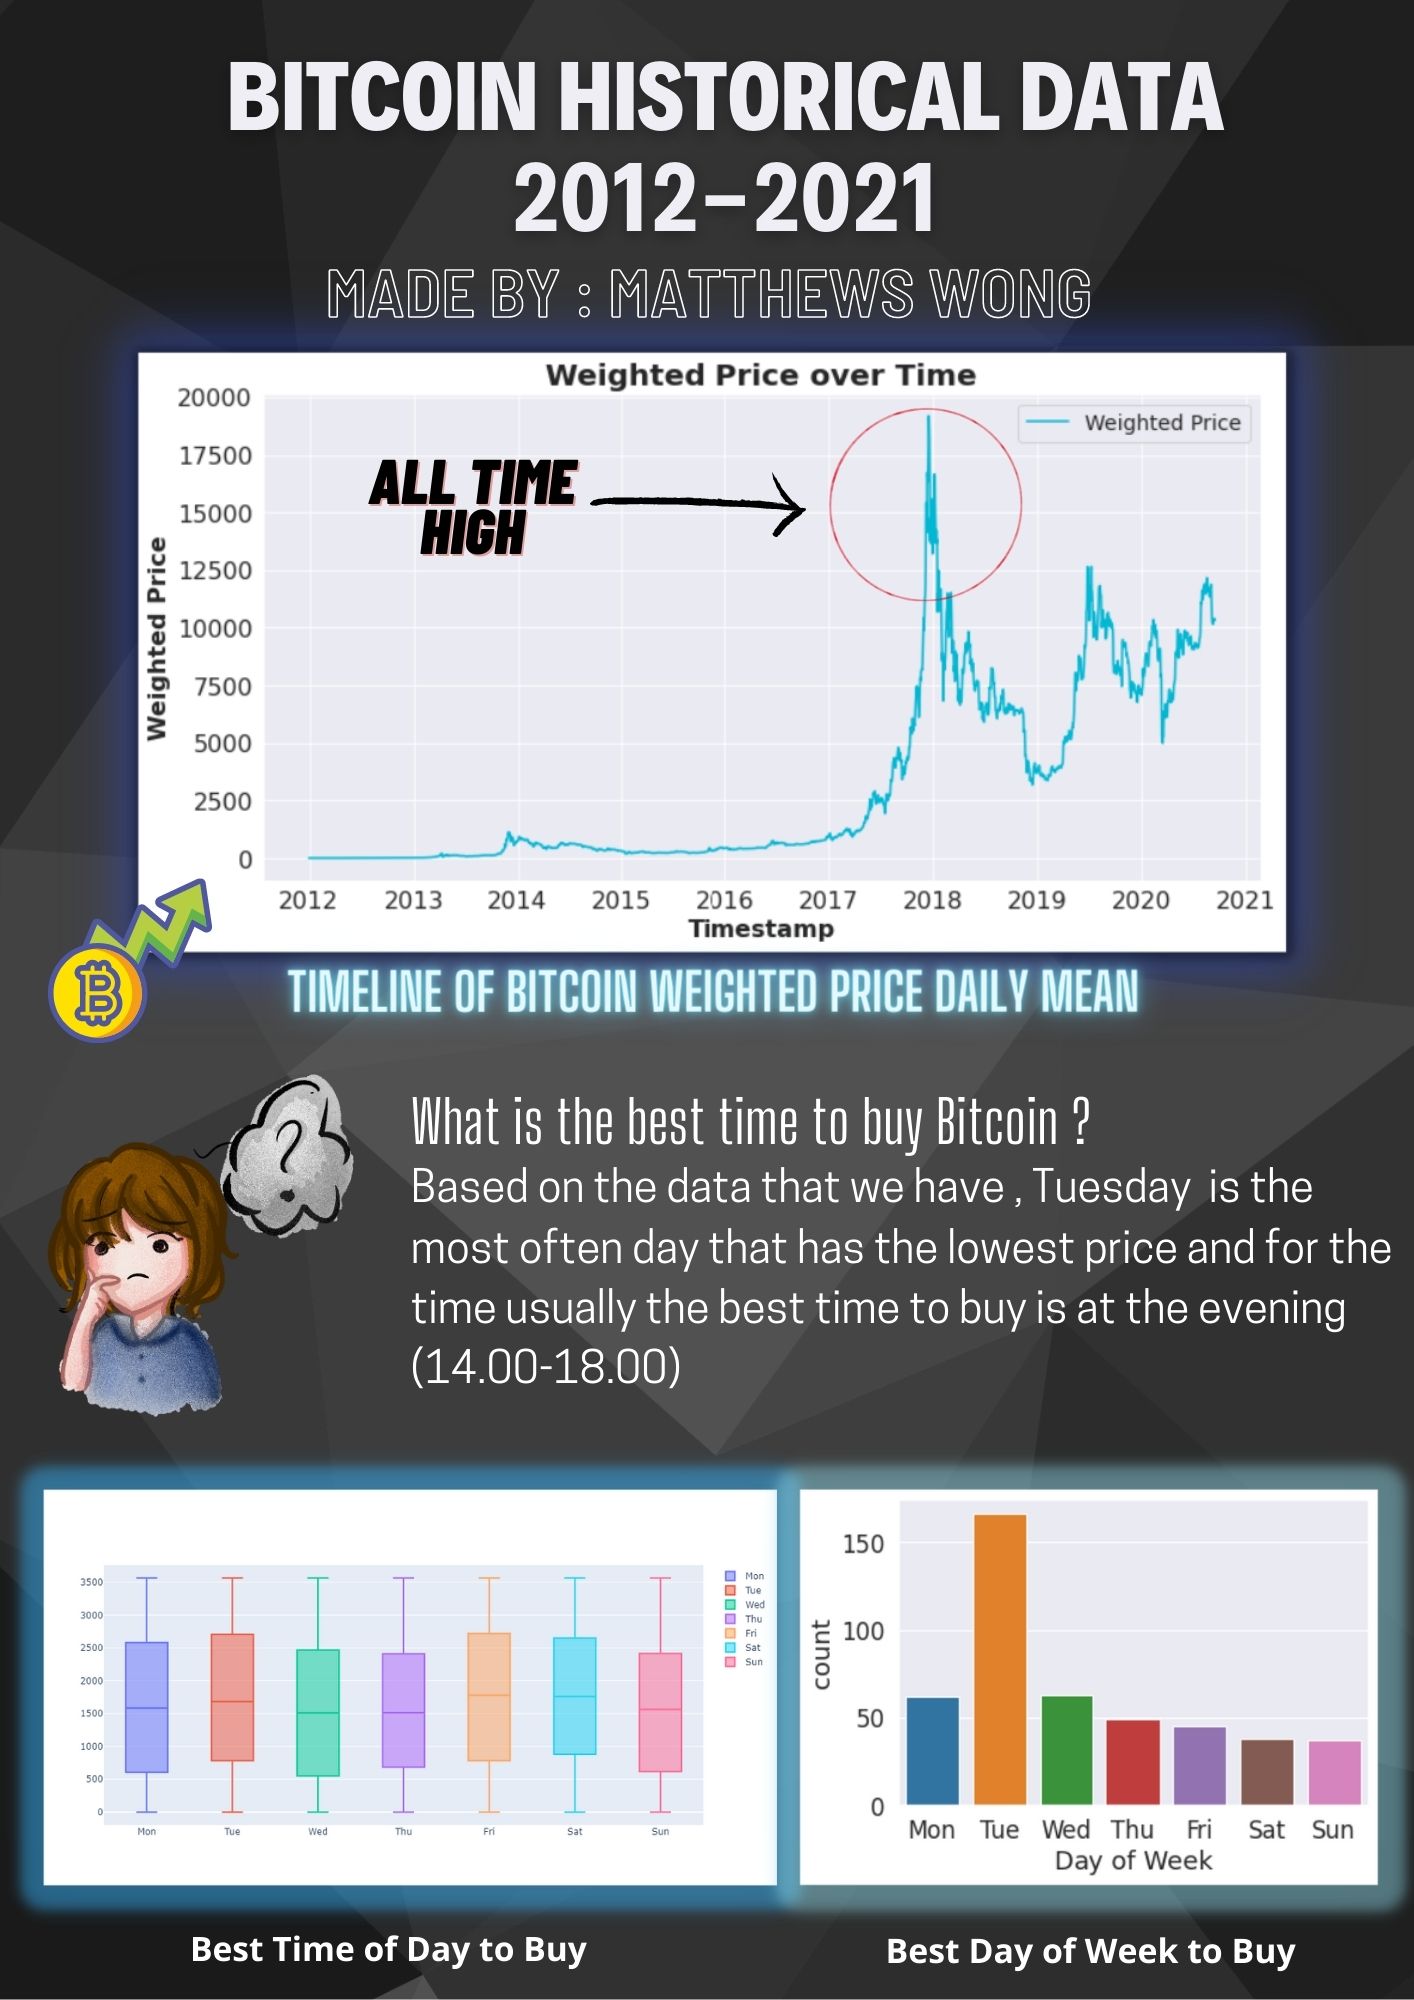 BITCOIN HISTORICAL DATA
2012-2021
MADE BY : MATTHEWS WONG
Weighted Price over Time
20000
17500
15000
12500
10000
7500
5000
2500
0
Weighted Price
Weighted Price
ALL TIME
HIGH
2012 2013 2014 2015 2016 2017 2018 2019 2020 2021
Timestamp
TIMELINE OF BITCOIN WEIGHTED PRICE DAILY MEAN
What is the best time to buy Bitcoin ?
Based on the data that we have , Tuesday is the
most often day that has the lowest price and for the
time usually the best time to buy is at the evening
(14.00-18.00)
3500
3000
2500
2000
1500
1000
500
0
Mon Tue Wed Thu Fri Sat Sun
Mon
Tue
Wed
Thu
Fri
Sat
Sun
150
100
50
0
count
Mon Tue Wed Thu Fri Sat Sun
Day of Week
Best Time of Day to Buy
Best Day of Week to Buy